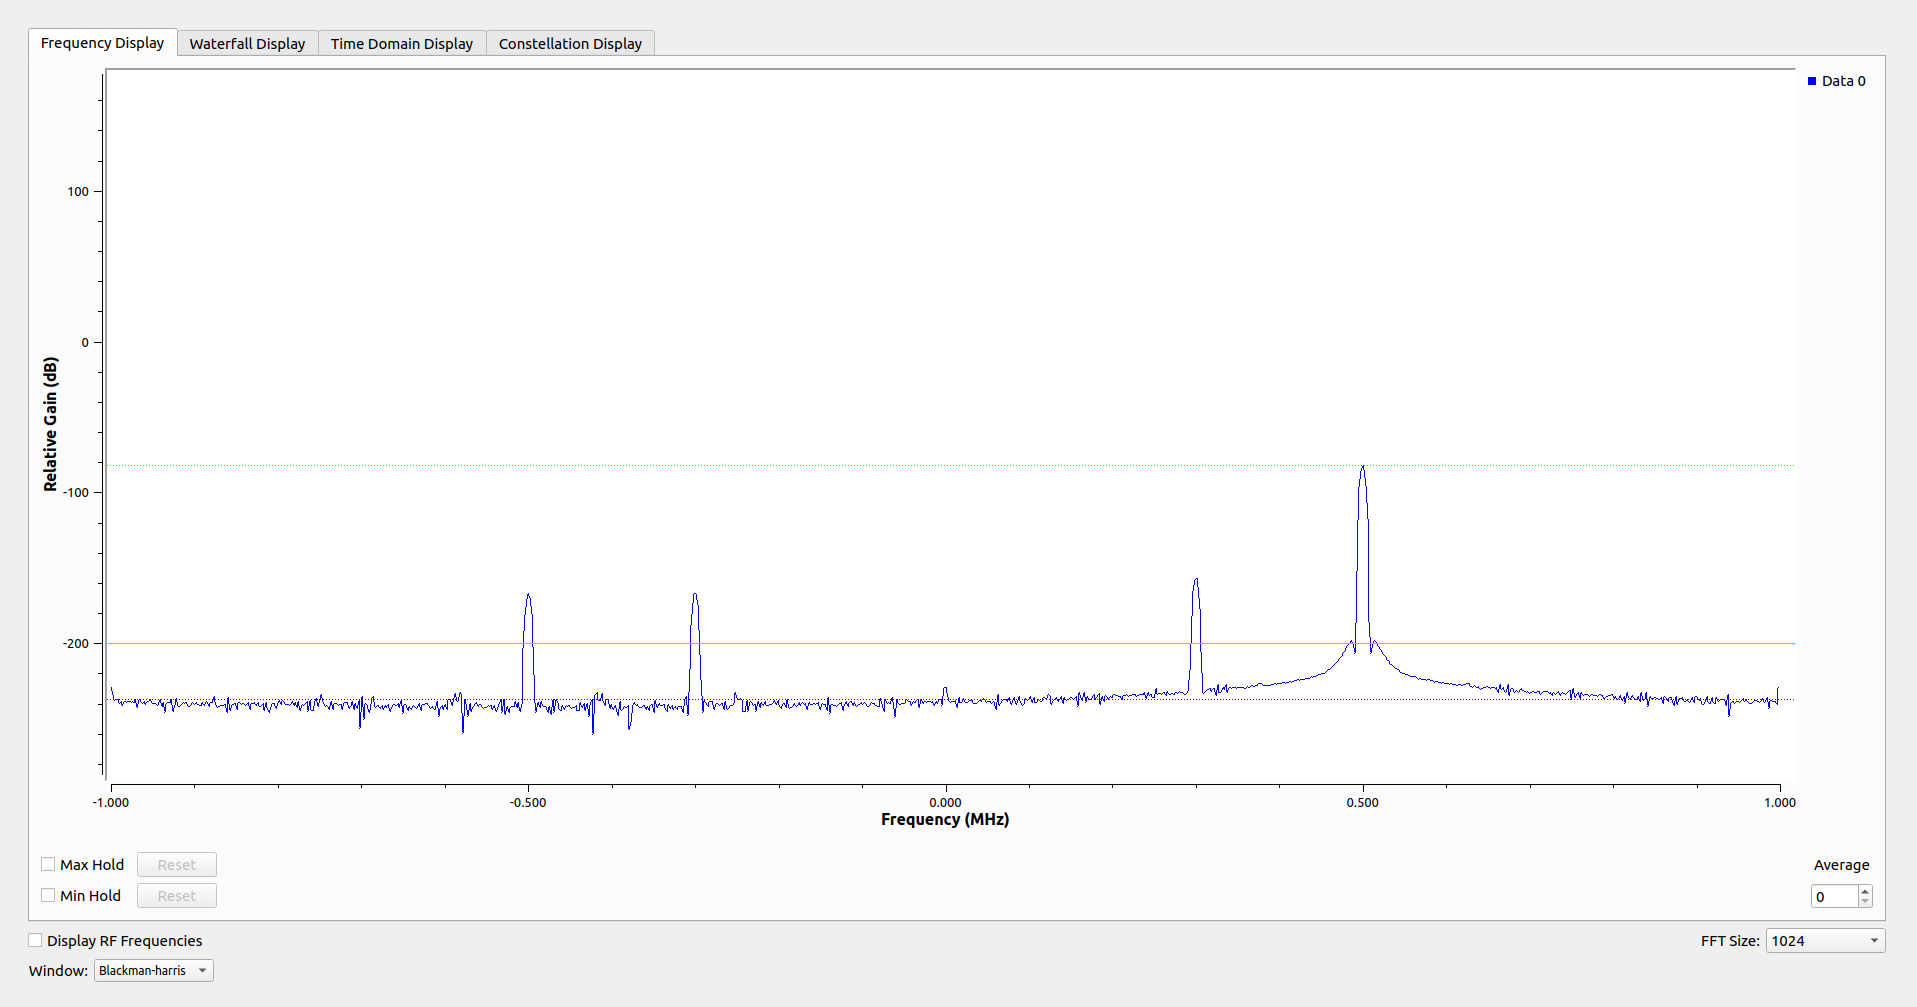 Frequency Display
Waterfall Display
Time Domain Display
Constellation Display
Data 0
100
0
-100
-200
Relative Gain (dB)
-1.000
-0.500
0.000
0.500
1.000
Frequency (MHz)
Max Hold
Reset
Average
Min Hold
Reset
0
Display RF Frequencies
FFT Size:
1024
Window:
Blackman-harris